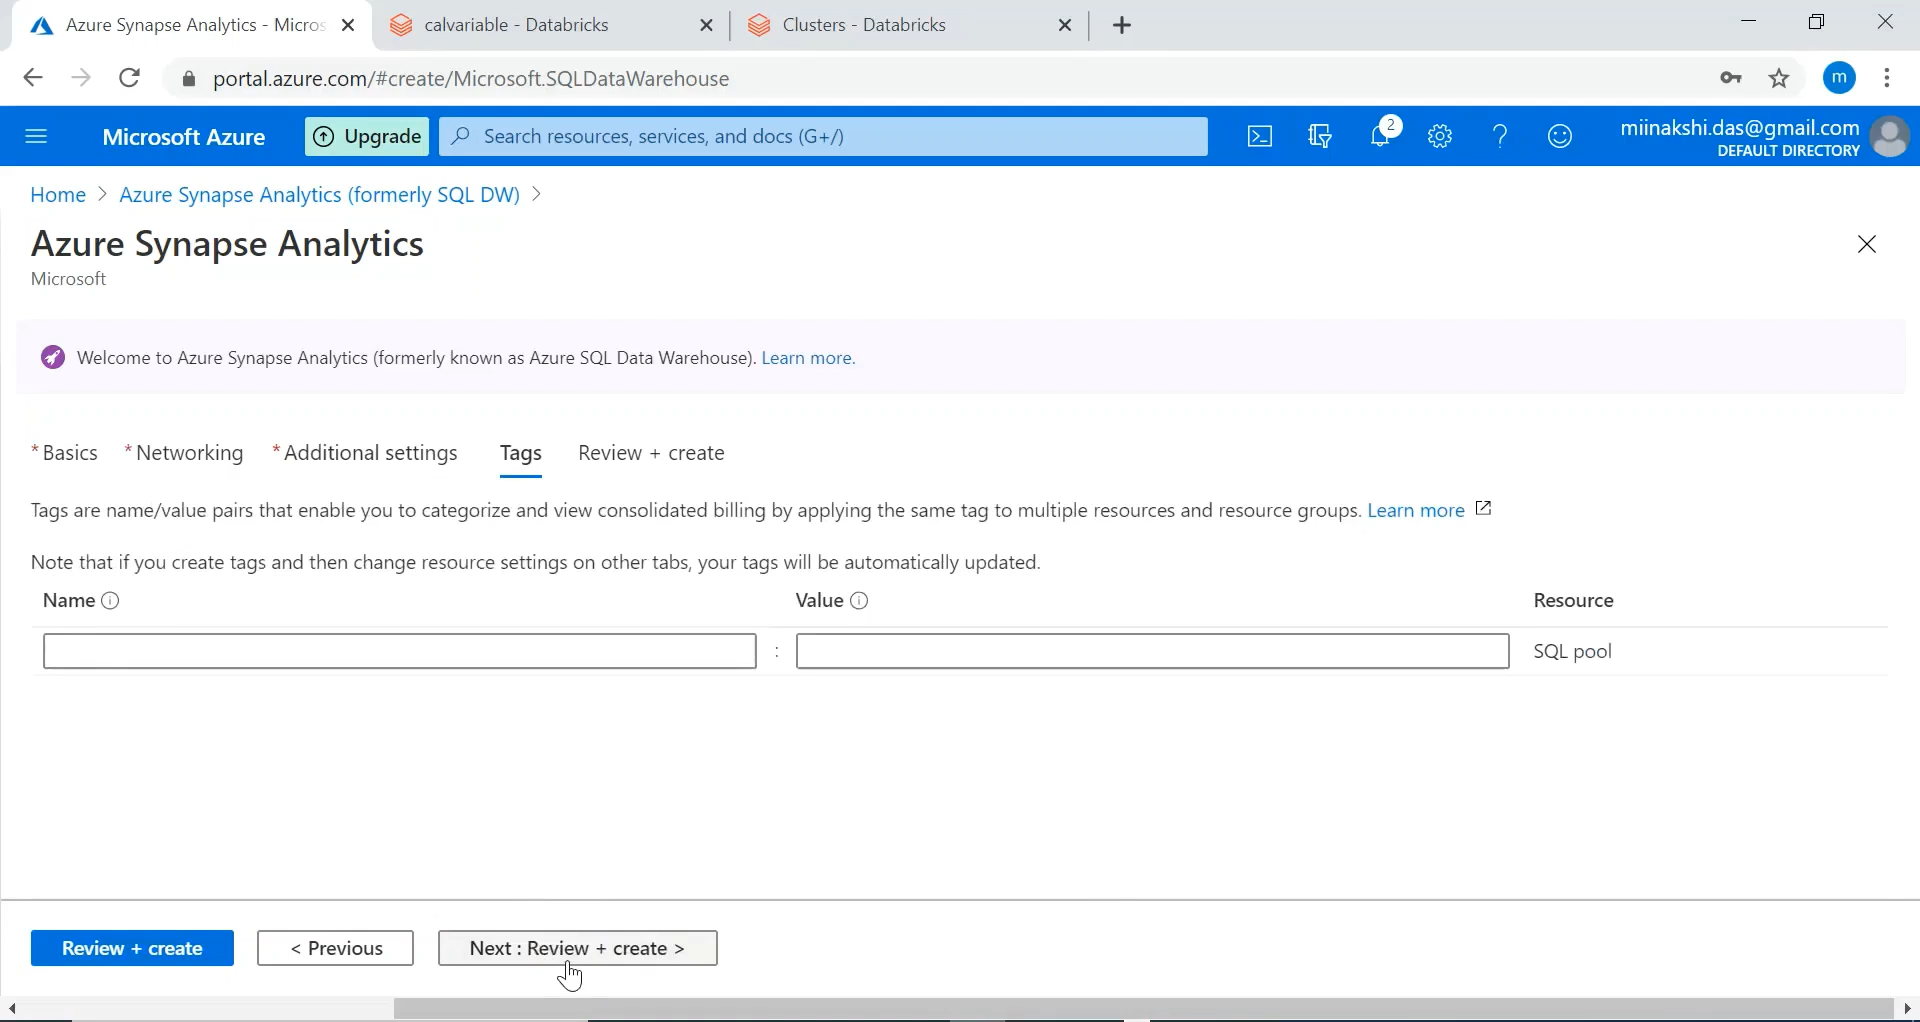 Azure Synapse Analytics - Micros
calvariable - Databricks
Clusters - Databricks
portal.azure.com/#create/Microsoft.SQLDataWarehouse
m
Microsoft Azure
Upgrade
Search resources, services, and docs (G+/)
2
miinakshi.das@gmail.com
DEFAULT DIRECTORY
Home > Azure Synapse Analytics (formerly SQL DW) >
Azure Synapse Analytics
Microsoft
Welcome to Azure Synapse Analytics (formerly known as Azure SQL Data Warehouse). Learn more.
* Basics * Networking * Additional settings Tags Review + create
Tags are name/value pairs that enable you to categorize and view consolidated billing by applying the same tag to multiple resources and resource groups. Learn more
Note that if you create tags and then change resource settings on other tabs, your tags will be automatically updated.
Name Value Resource
: SQL pool
Review + create < Previous Next : Review + create >